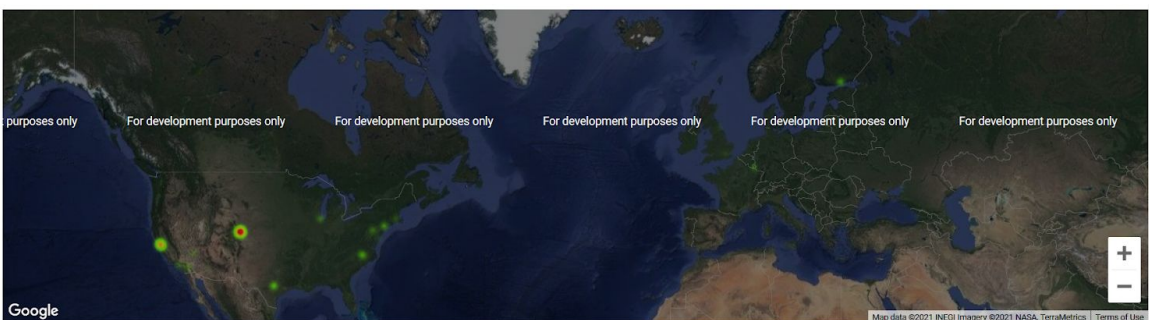 purposes only
For development purposes only
For development purposes only
For development purposes only
For development purposes only
For development purposes only
+
−
Google
Map data ©2021 INEGI Imagery ©2021 NASA, TerraMetrics
Terms of Use